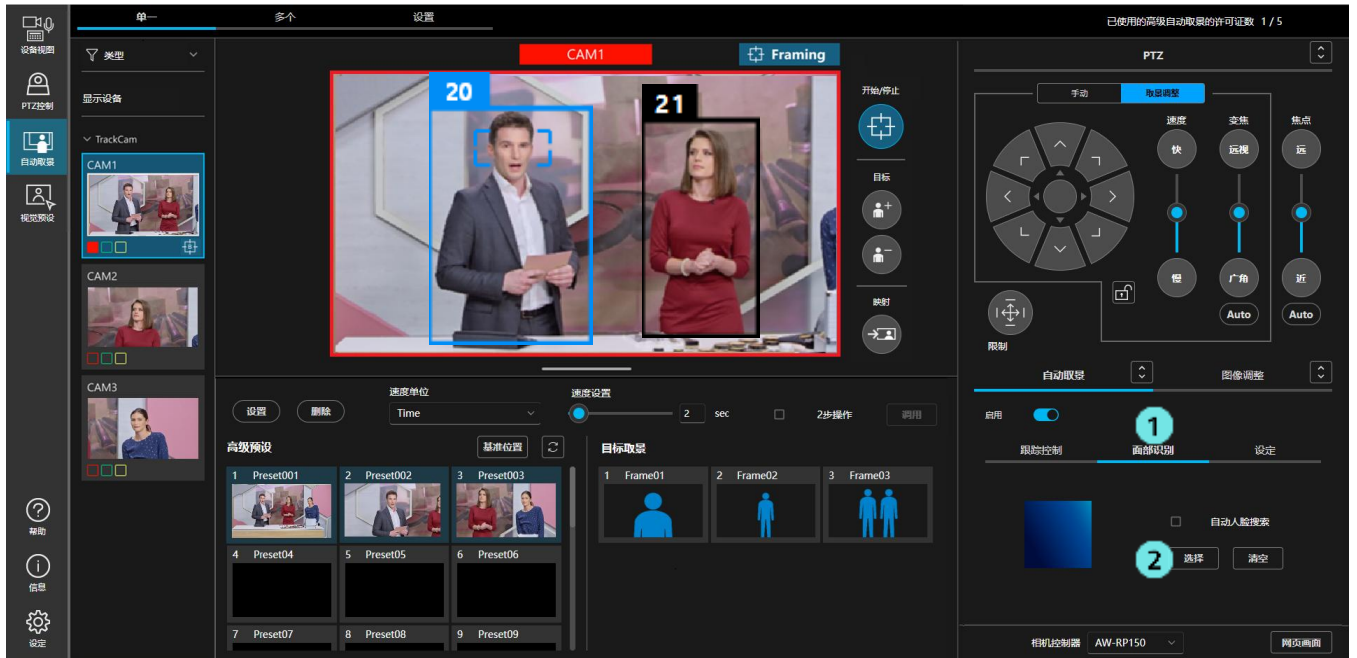 单一 多个 设置 已使用的高级自动取景的许可证数 1 / 5
设备视图
PTZ控制
自动取景
视觉预设
帮助
信息
设定
类型
显示设备
TrackCam
CAM1
CAM2
CAM3
CAM1 Framing
20
21
开始/停止
目标
映射
设置 删除
速度单位
Time
速度设置
2 sec 2步操作 调用
高级预设 基准位置
1 Preset001 2 Preset002 3 Preset003
4 Preset04 5 Preset05 6 Preset06
7 Preset07 8 Preset08 9 Preset09
目标取景
1 Frame01 2 Frame02 3 Frame03
PTZ
手动 取景调整
速度 变焦 焦点
快 远视 远
慢 广角 近
Auto Auto
限制
自动取景 图像调整
启用
1
跟踪控制 面部识别 设定
自动人脸搜索
2 选择 清空
相机控制器 AW-RP150 网页画面